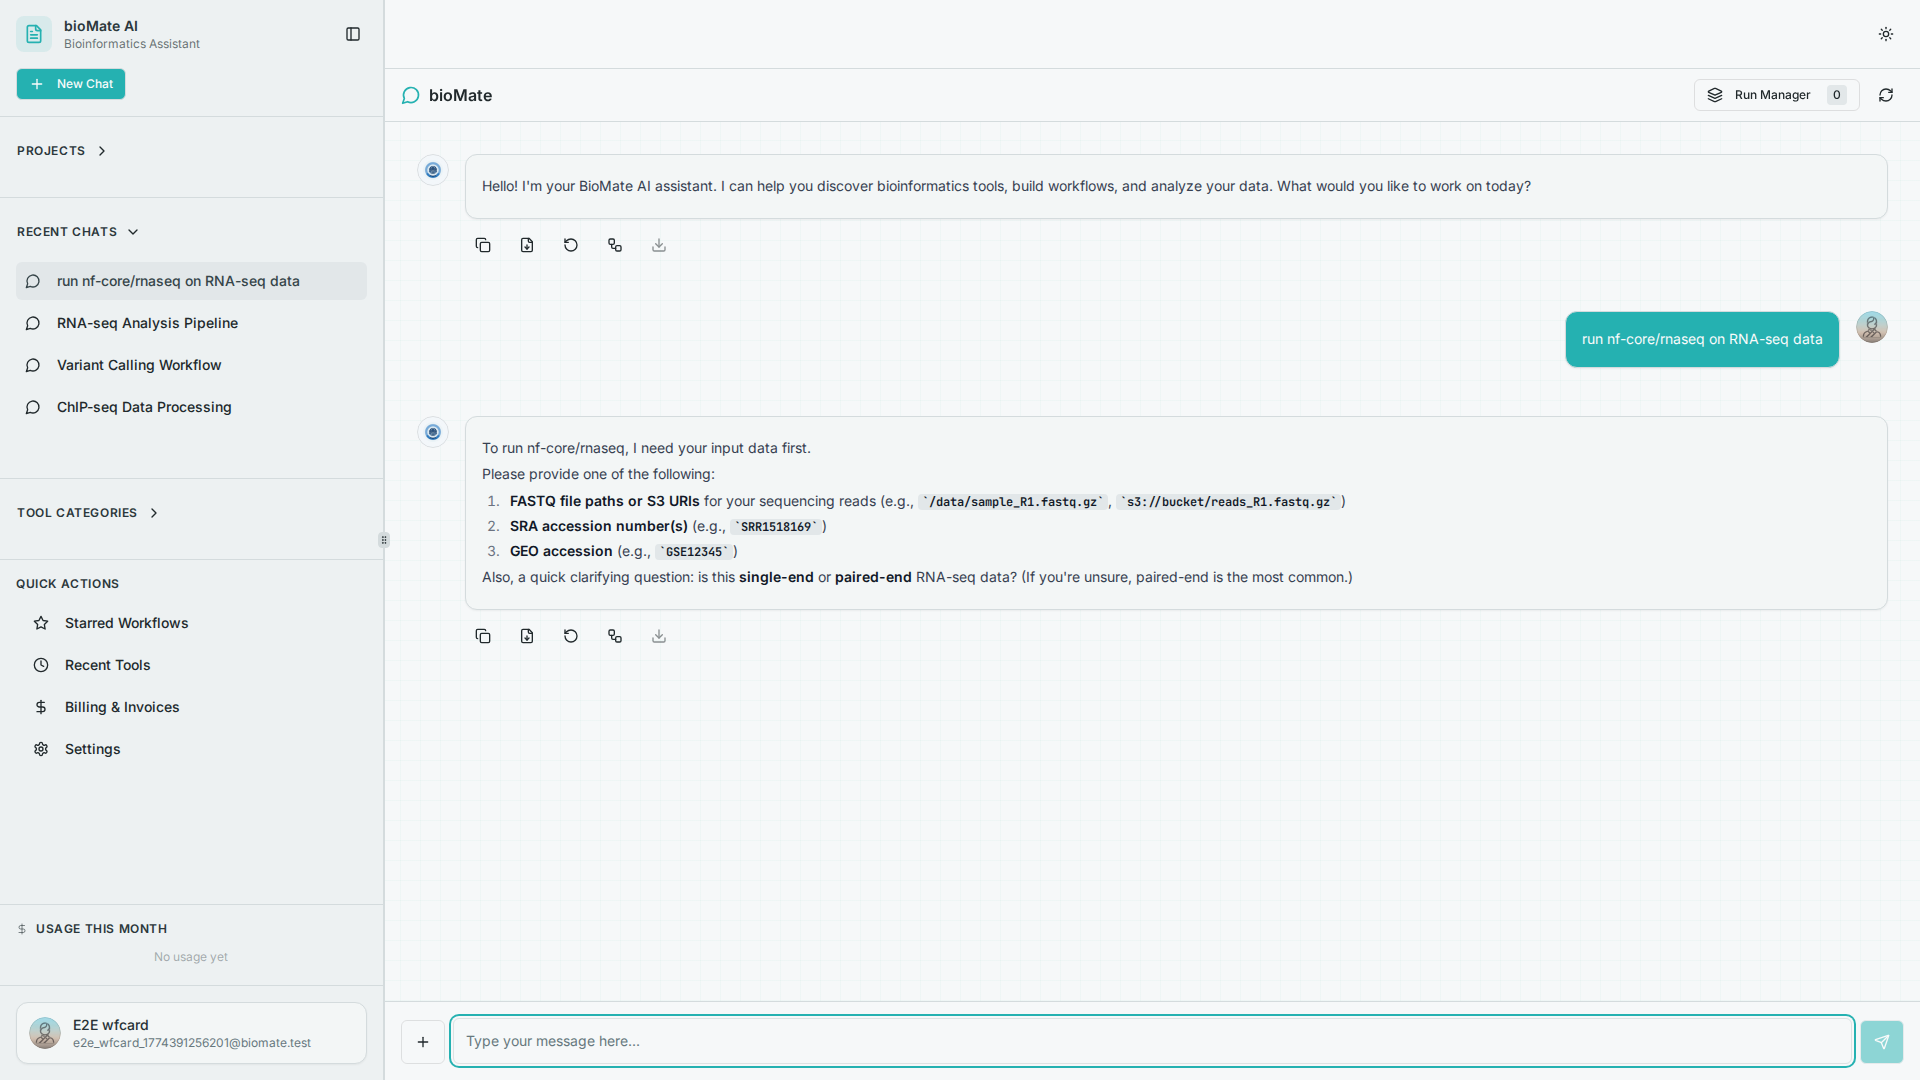 bioMate AI
Bioinformatics Assistant
New Chat
PROJECTS
RECENT CHATS
run nf-core/rnaseq on RNA-seq data
RNA-seq Analysis Pipeline
Variant Calling Workflow
ChIP-seq Data Processing
TOOL CATEGORIES
QUICK ACTIONS
Starred Workflows
Recent Tools
Billing & Invoices
Settings
$ USAGE THIS MONTH
No usage yet
E2E wfcard
e2e_wfcard_1774391256201@biomate.test
bioMate
Run Manager 0
Hello! I'm your BioMate AI assistant. I can help you discover bioinformatics tools, build workflows, and analyze your data. What would you like to work on today?
run nf-core/rnaseq on RNA-seq data
To run nf-core/rnaseq, I need your input data first.
Please provide one of the following:
1. FASTQ file paths or S3 URIs for your sequencing reads (e.g., `/data/sample_R1.fastq.gz`, `s3://bucket/reads_R1.fastq.gz`)
2. SRA accession number(s) (e.g., `SRR1518169`)
3. GEO accession (e.g., `GSE12345`)
Also, a quick clarifying question: is this single-end or paired-end RNA-seq data? (If you're unsure, paired-end is the most common.)
Type your message here...